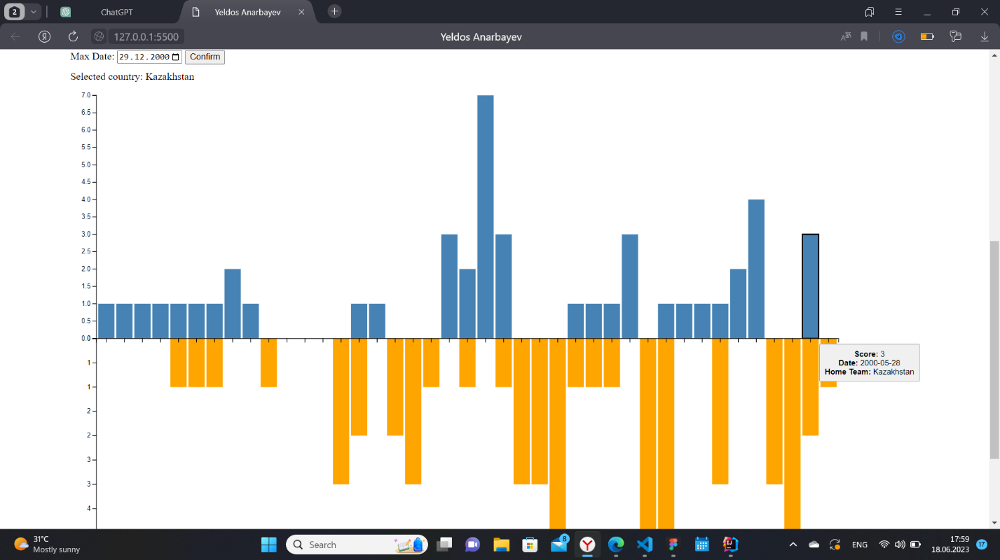 2
ChatGPT
Yeldos Anarbayev
127.0.0.1:5500
Yeldos Anarbayev
Max Date: 29.12.2000 Confirm
Selected country: Kazakhstan
7.0
6.5
6.0
5.5
5.0
4.5
4.0
3.5
3.0
2.5
2.0
1.5
1.0
0.5
0.0
1
1
2
2
3
3
4
Score: 3
Date: 2000-05-28
Home Team: Kazakhstan
31°C
Mostly sunny
Search
8
ENG
17:59
18.06.2023
17